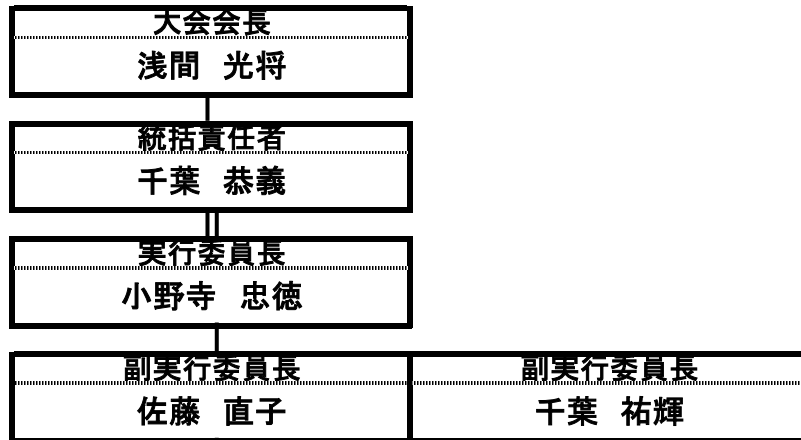 大会会長
浅間　光将
統括責任者
千葉　恭義
実行委員長
小野寺　忠徳
副実行委員長
副実行委員長
佐藤　直子
千葉　祐輝